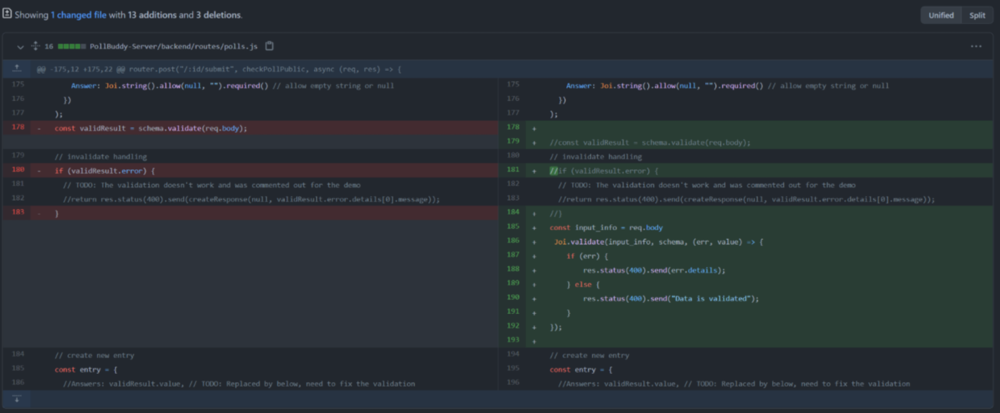 Showing 1 changed file with 13 additions and 3 deletions.
Unified Split
16 PollBuddy-Server/backend/routes/polls.js
@@ -175,12 +175,22 @@ router.post("/:id/submit", checkPollPublic, async (req, res) => {
175 Answer: Joi.string().allow(null, "").required() // allow empty string or null
176 })
177 );
178 - const validResult = schema.validate(req.body);
179 // invalidate handling
180 - if (validResult.error) {
181 // TODO: The validation doesn't work and was commented out for the demo
182 //return res.status(400).send(createResponse(null, validResult.error.details[0].message));
183 - }
184 // create new entry
185 const entry = {
186 //Answers: validResult.value, // TODO: Replaced by below, need to fix the validation
175 Answer: Joi.string().allow(null, "").required() // allow empty string or null
176 })
177 );
178 +
179 + //const validResult = schema.validate(req.body);
180 // invalidate handling
181 + //if (validResult.error) {
182 // TODO: The validation doesn't work and was commented out for the demo
183 //return res.status(400).send(createResponse(null, validResult.error.details[0].message));
184 + //}
185 + const input_info = req.body
186 + Joi.validate(input_info, schema, (err, value) => {
187 + if (err) {
188 + res.status(400).send(err.details);
189 + } else {
190 + res.status(400).send("Data is validated");
191 + }
192 + });
193 +
194 // create new entry
195 const entry = {
196 //Answers: validResult.value, // TODO: Replaced by below, need to fix the validation